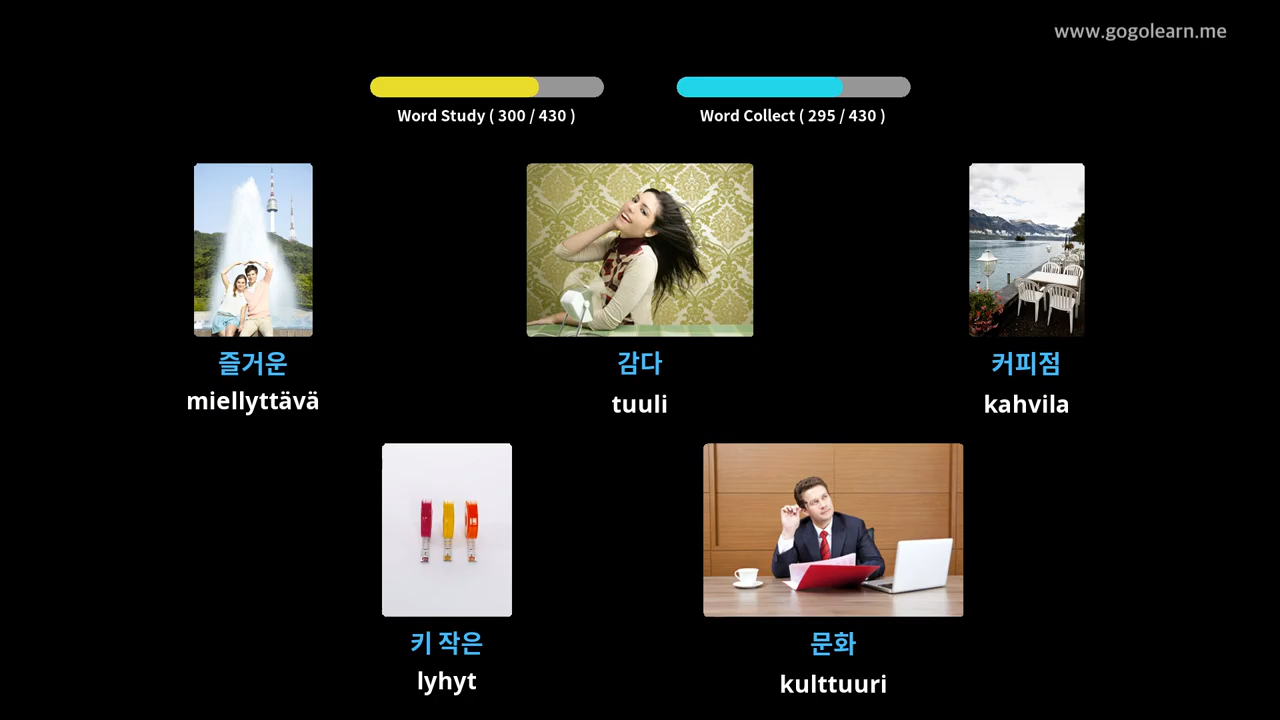 www.gogolearn.me
Word Study ( 300 / 430 )
Word Collect ( 295 / 430 )
즐거운
miellyttävä
감다
tuuli
커피점
kahvila
키 작은
lyhyt
문화
kulttuuri